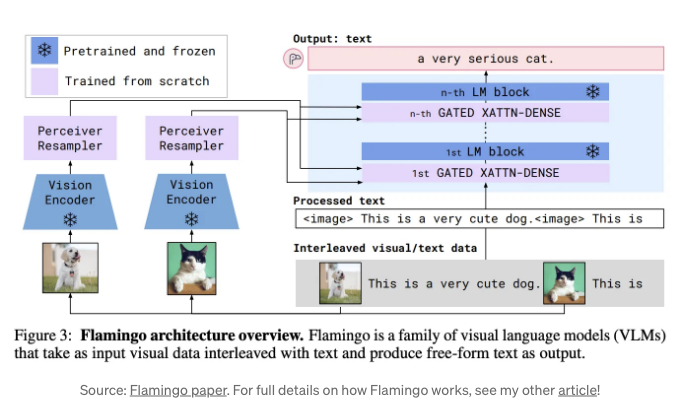 Output: text
Pretrained and frozen
Trained from scratch
a very serious cat.
n-th LM block
n-th GATED XATTN-DENSE
Perceiver
Resampler
Perceiver
Resampler
1st LM block
1st GATED XATTN-DENSE
Vision
Encoder
Vision
Encoder
Processed text
<image> This is a very cute dog.<image> This is
Interleaved visual/text data
This is a very cute dog.
This is
Figure 3: Flamingo architecture overview. Flamingo is a family of visual language models (VLMs)
that take as input visual data interleaved with text and produce free-form text as output.
Source: Flamingo paper. For full details on how Flamingo works, see my other article!